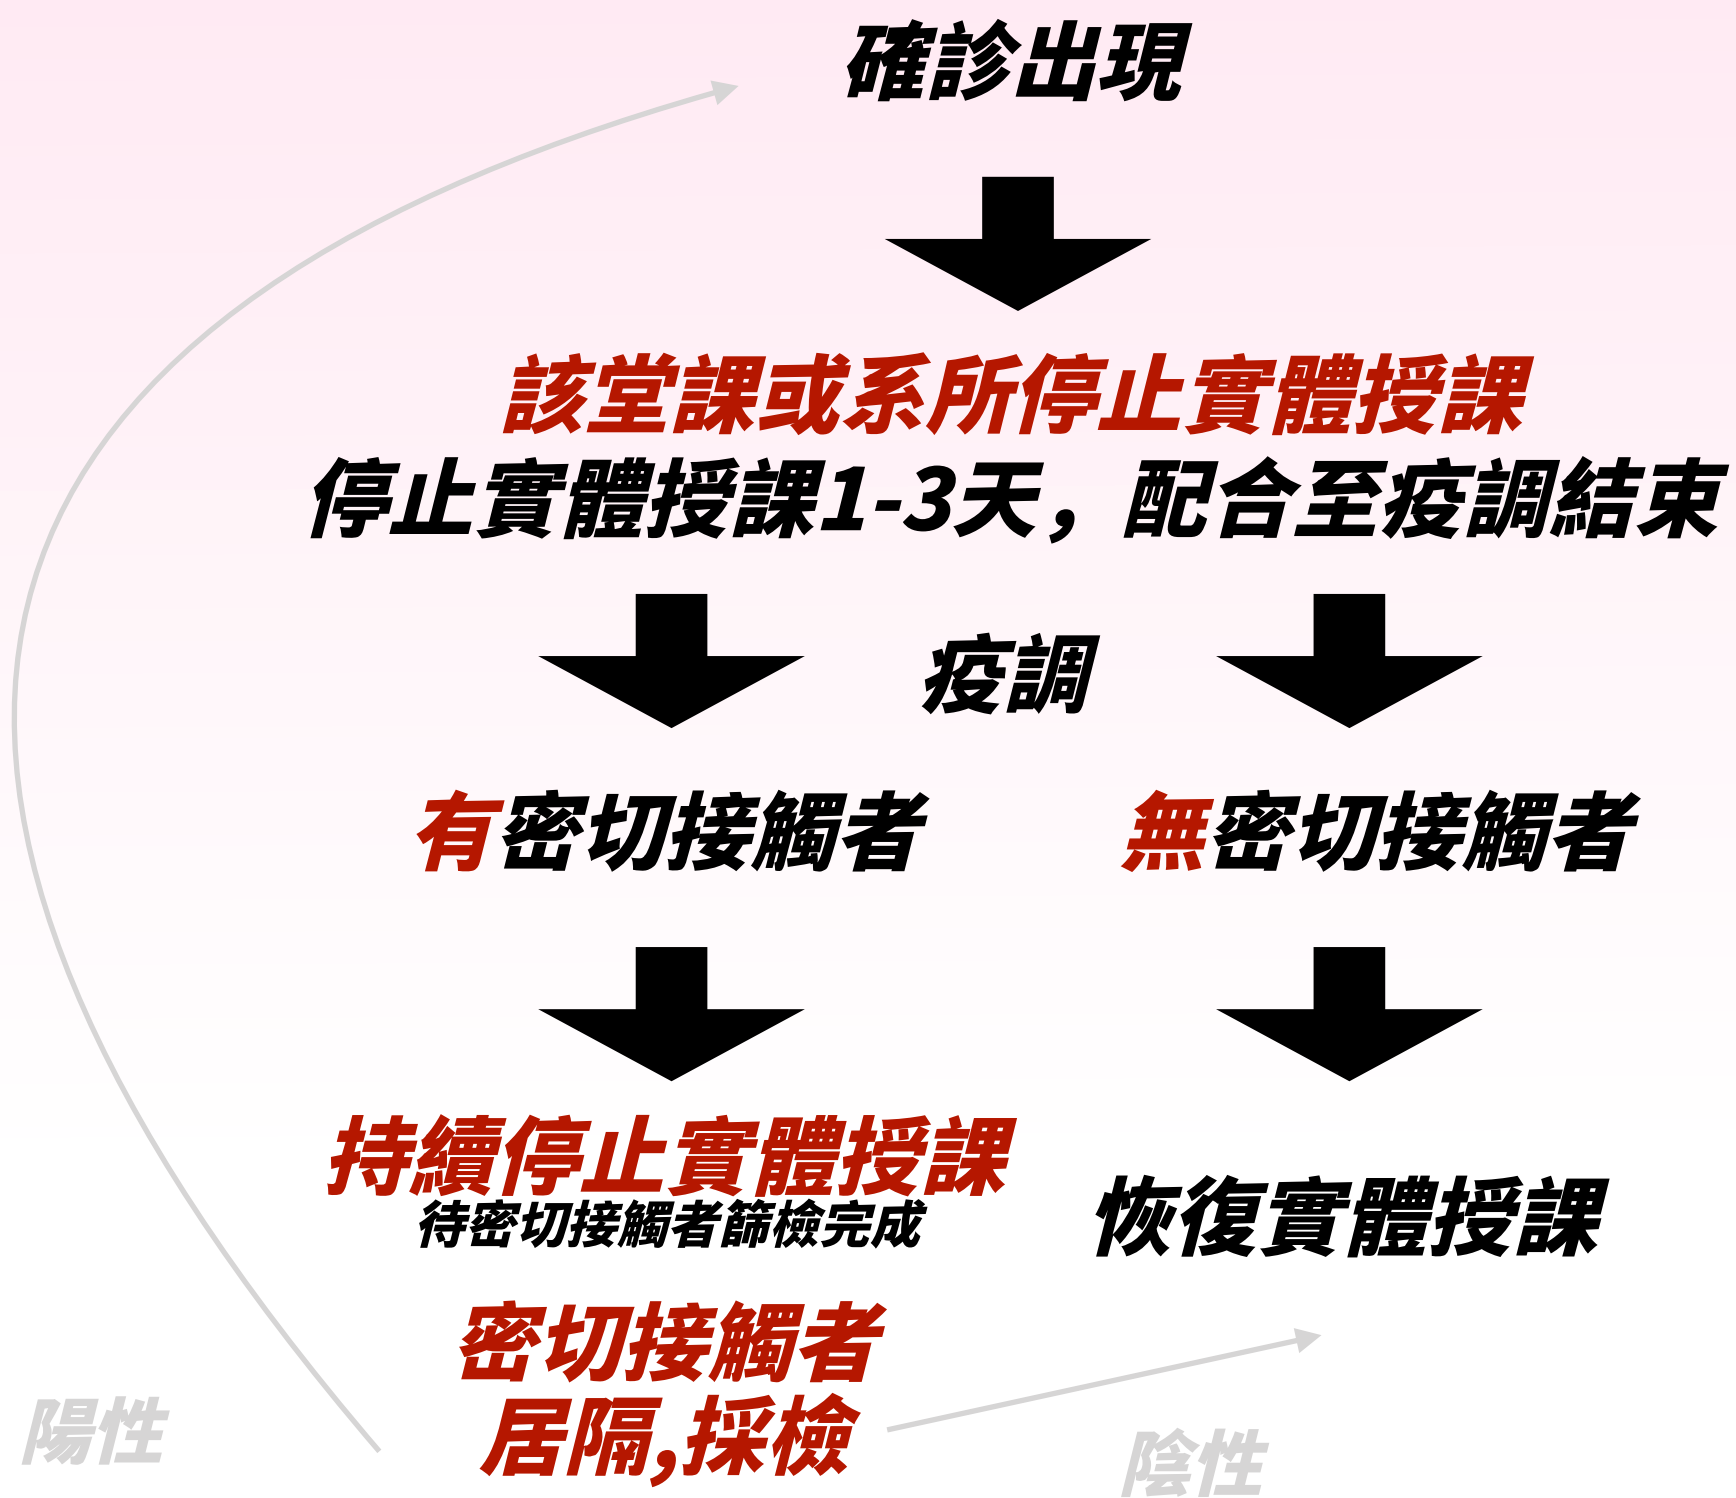 確診出現
該堂課或系所停止實體授課
停止實體授課1-3天，配合至疫調結束
疫調
有密切接觸者
無密切接觸者
持續停止實體授課
待密切接觸者篩檢完成
恢復實體授課
密切接觸者
居隔,採檢
陽性
陰性